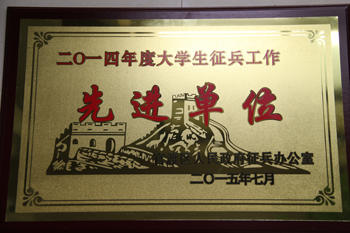 二〇一四年度大学生征兵工作
先进单位
区人民政府征兵办公室
二〇一五年七月